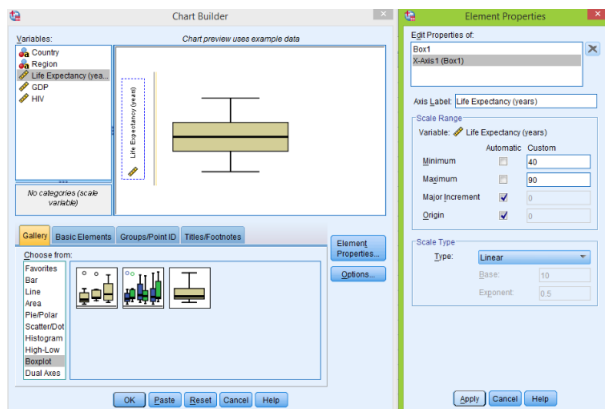 Chart Builder
Variables:
Country
Region
Life Expectancy (yea...
GDP
HIV
No categories (scale
variable)
Chart preview uses example data
Life Expectancy (years)
Gallery
Basic Elements
Groups/Point ID
Titles/Footnotes
Choose from:
Favorites
Bar
Line
Area
Pie/Polar
Scatter/Dot
Histogram
High-Low
Boxplot
Dual Axes
Element
Properties...
Options...
OK
Paste
Reset
Cancel
Help
Element Properties
Edit Properties of:
Box1
X-Axis1 (Box1)
Axis Label: Life Expectancy (years)
Scale Range
Variable: Life Expectancy (years)
Automatic Custom
Minimum 40
Maximum 90
Major Increment 0
Origin 0
Scale Type
Type: Linear
Base: 10
Exponent: 0.5
Apply
Cancel
Help